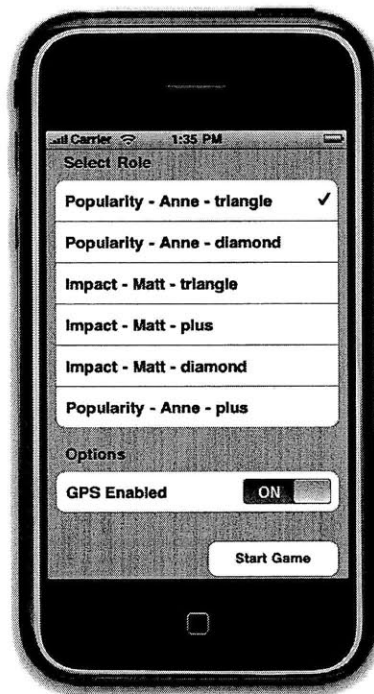 Carrier 1:35 PM
Select Role
Popularity - Anne - triangle ✓
Popularity - Anne - diamond
Impact - Matt - triangle
Impact - Matt - plus
Impact - Matt - diamond
Popularity - Anne - plus
Options
GPS Enabled ON
Start Game